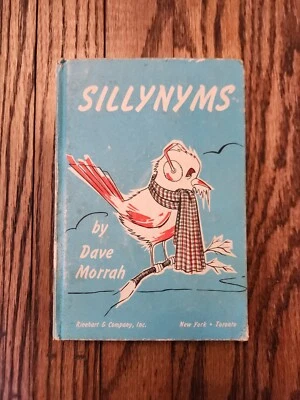 SILLYNYMS
by
Dave
Morrah
Rinehart & Company, Inc. New York • Toronto